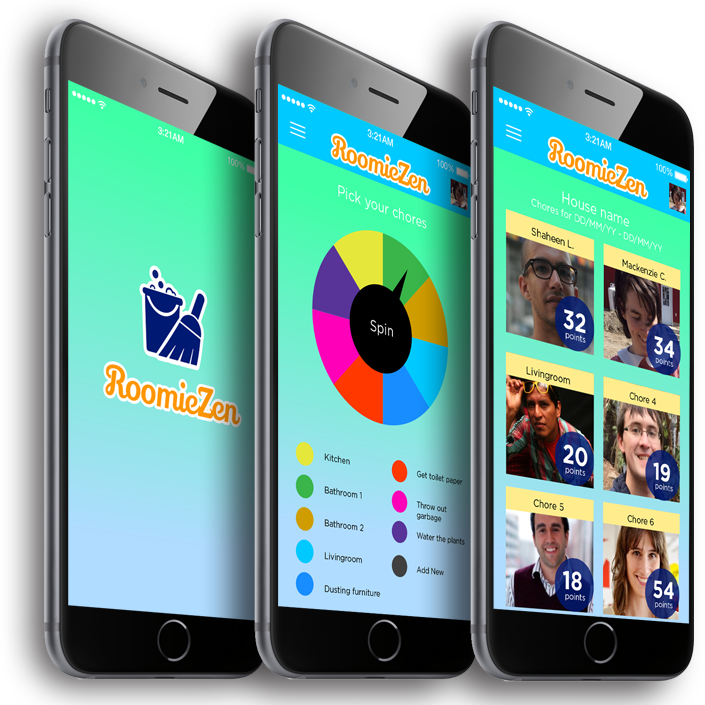 3:21AM
100%
RoomieZen
3:21AM
100%
RoomieZen
Pick your chores
Spin
Kitchen
Bathroom 1
Bathroom 2
Livingroom
Dusting furniture
Get toilet paper
Throw out
garbage
Water the plants
Add New
3:21AM
100%
RoomieZen
House name
Chores for DD/MM/YY - DD/MM/YY
Shaheen L.
32
points
Mackenzie C.
34
points
Livingroom
20
points
Chore 4
19
points
Chore 5
18
points
Chore 6
54
points